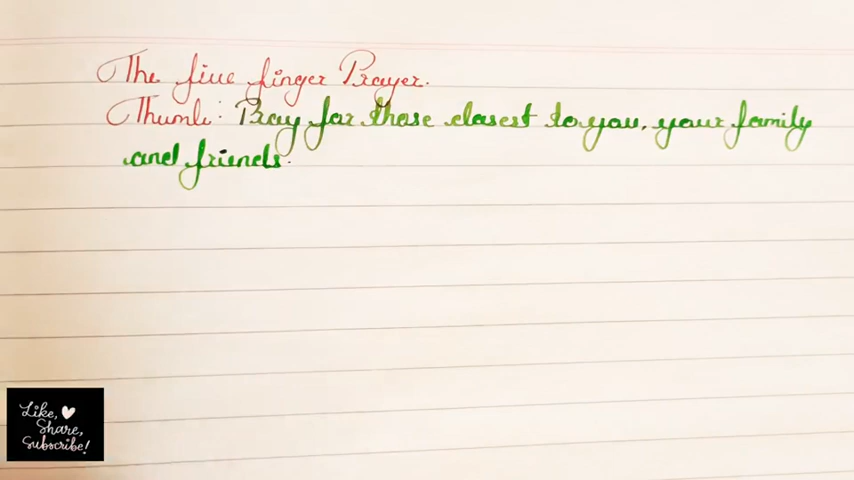 The five finger Prayer.
Thumb: Pray for those closest to you, your family
and friends.
Like,
Share,
Subscribe!